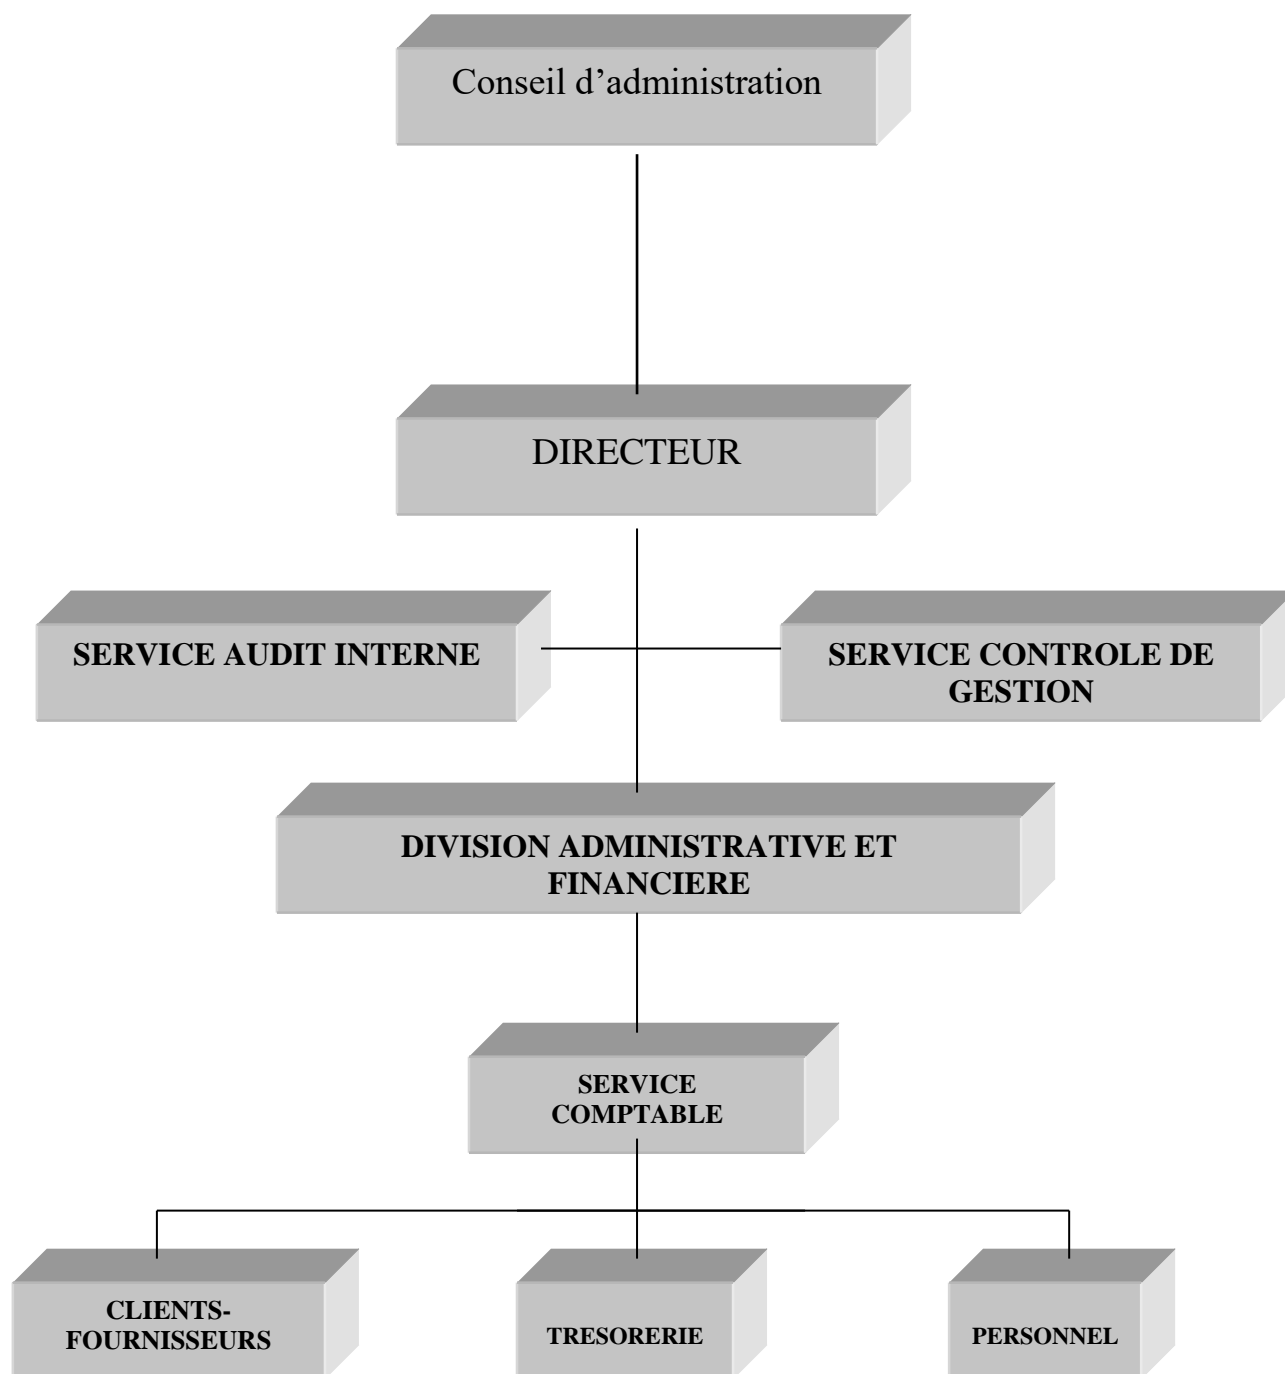 Conseil d’administration
DIRECTEUR
SERVICE AUDIT INTERNE
SERVICE CONTROLE DE
GESTION
DIVISION ADMINISTRATIVE ET
FINANCIERE
SERVICE
COMPTABLE
CLIENTS-
FOURNISSEURS
TRESORERIE
PERSONNEL